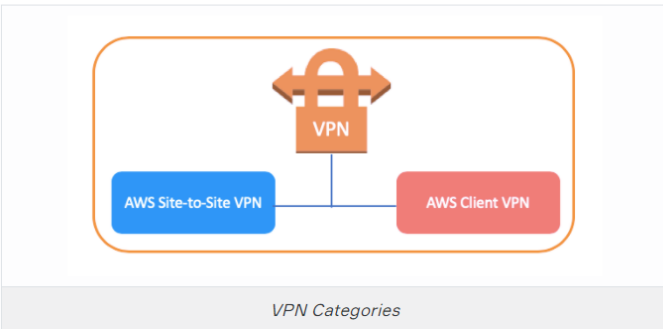 VPN
AWS Site-to-Site VPN
AWS Client VPN
VPN Categories